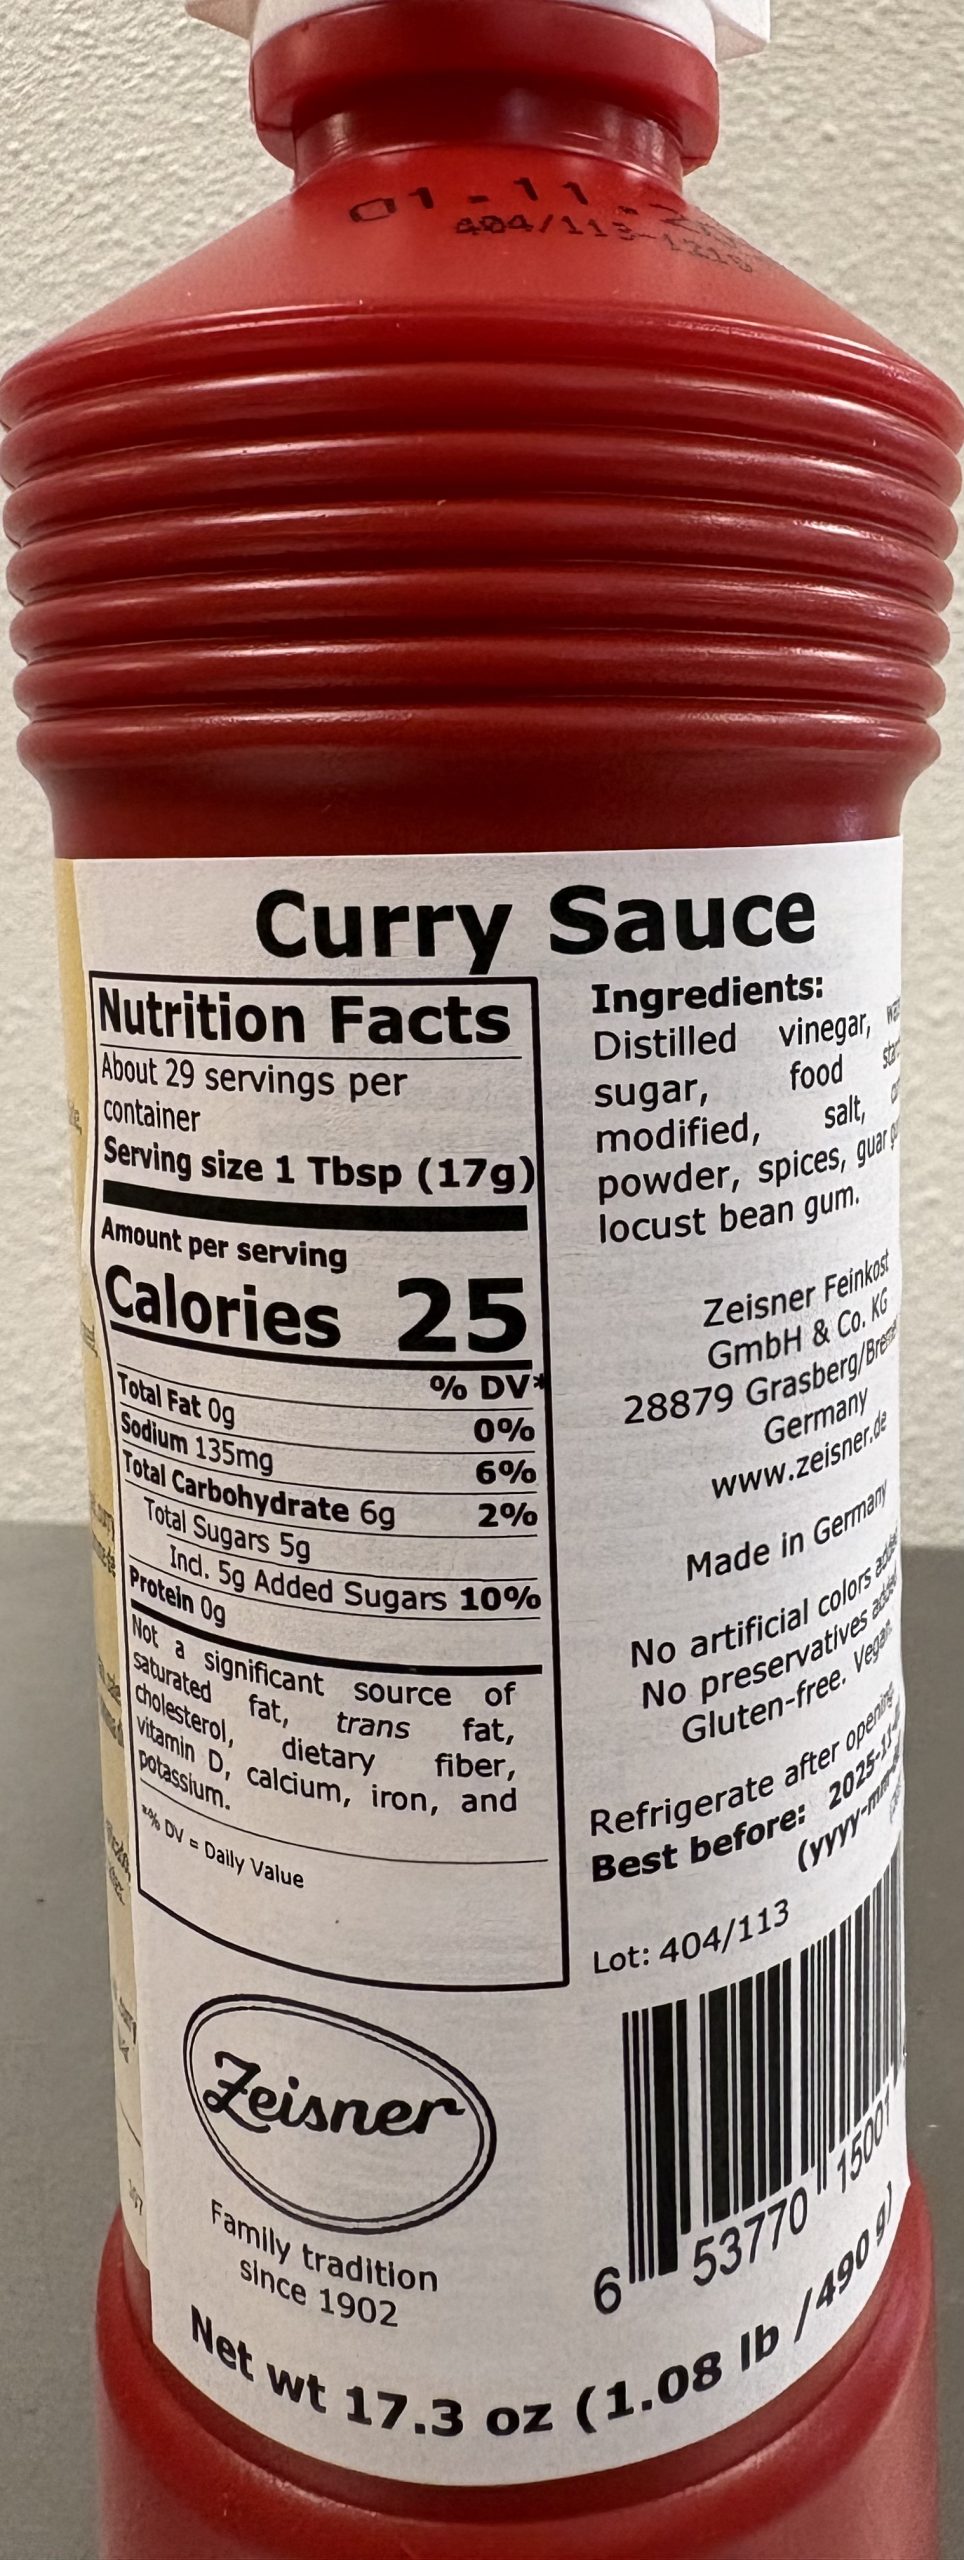 01-11.
404/113-
Curry Sauce
Nutrition Facts
About 29 servings per
container
Serving size 1 Tbsp (17g)
Amount per serving
Calories 25
% DV*
Total Fat 0g 0%
Sodium 135mg 6%
Total Carbohydrate 6g 2%
Total Sugars 5g
Incl. 5g Added Sugars 10%
Protein 0g
Not a significant source of
saturated fat, trans fat,
cholesterol, dietary fiber,
vitamin D, calcium, iron, and
potassium.
*% DV = Daily Value
Zeisner
Family tradition
since 1902
Ingredients:
Distilled vinegar,
sugar, food
modified, salt,
powder, spices, guar
locust bean gum.
Zeisner Feinkost
GmbH & Co. KG
28879
Germany
www.zeisner.de
Made in Germany
No artificial colors
No preservatives
Gluten-free. Vegan.
Refrigerate after opening
Best before:
Lot: 404/113
6 53770
Net wt 17.3 oz (1.08 lb / 490 g)